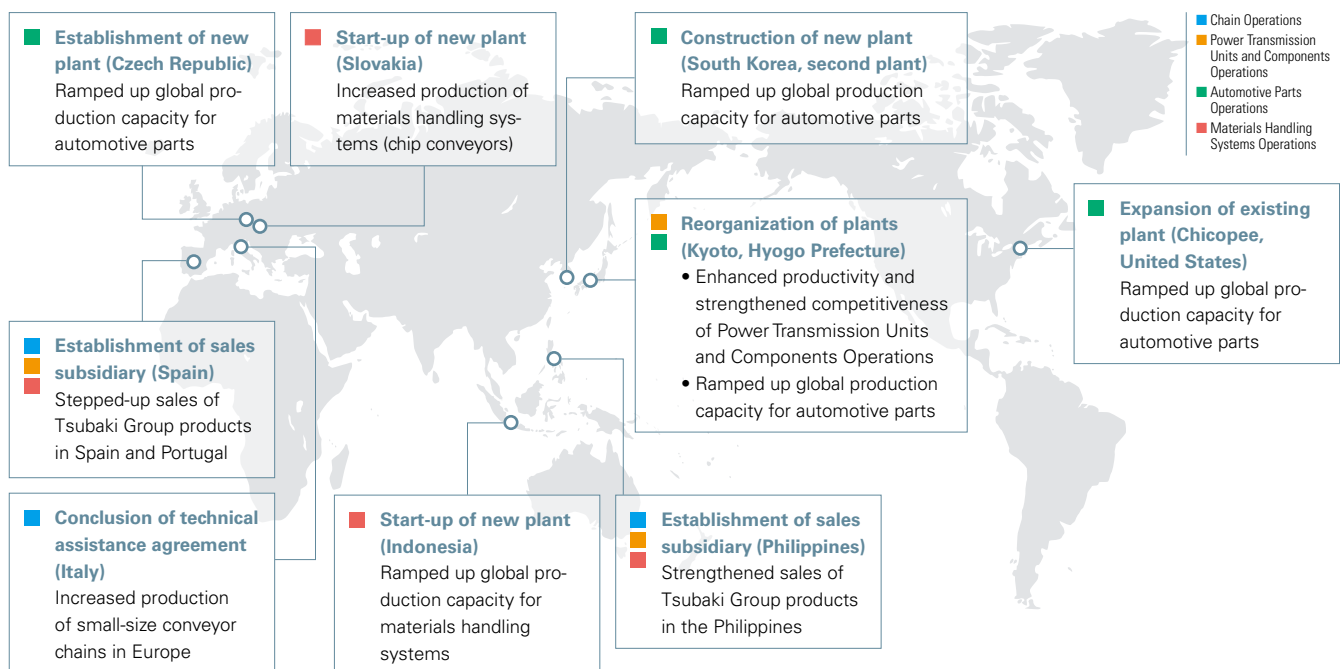 Establishment of new
plant (Czech Republic)
Ramped up global pro-
duction capacity for
automotive parts
Start-up of new plant
(Slovakia)
Increased production of
materials handling sys-
tems (chip conveyors)
Construction of new plant
(South Korea, second plant)
Ramped up global production
capacity for automotive parts
Chain Operations
Power Transmission
Units and Components
Operations
Automotive Parts
Operations
Materials Handling
Systems Operations
Reorganization of plants
(Kyoto, Hyogo Prefecture)
• Enhanced productivity and
strengthened competitiveness
of Power Transmission Units
and Components Operations
• Ramped up global production
capacity for automotive parts
Expansion of existing
plant (Chicopee,
United States)
Ramped up global pro-
duction capacity for
automotive parts
Establishment of sales
subsidiary (Spain)
Stepped-up sales of
Tsubaki Group products
in Spain and Portugal
Conclusion of technical
assistance agreement
(Italy)
Increased production
of small-size conveyor
chains in Europe
Start-up of new plant
(Indonesia)
Ramped up global pro-
duction capacity for
materials handling
systems
Establishment of sales
subsidiary (Philippines)
Strengthened sales of
Tsubaki Group products
in the Philippines